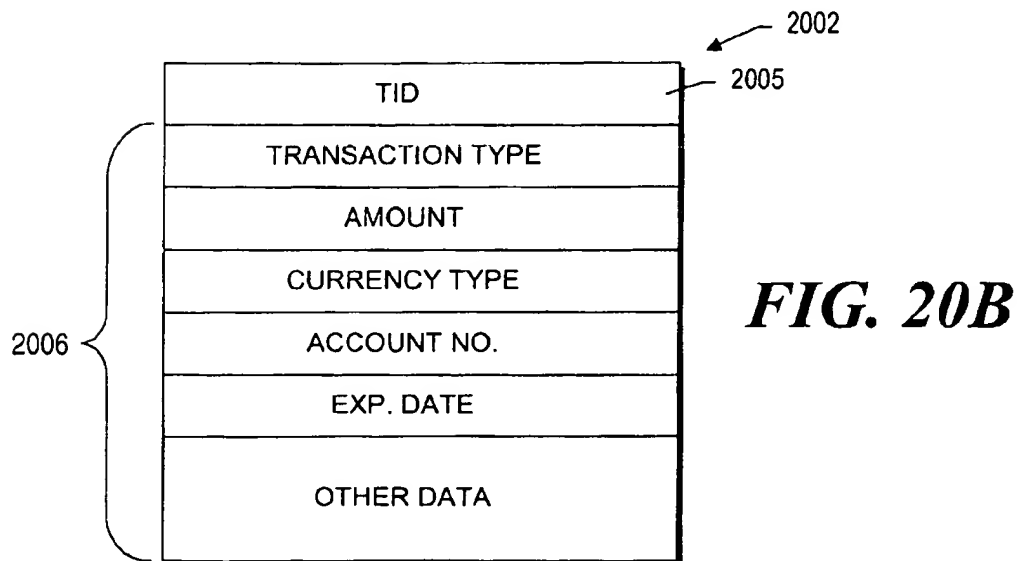 2002
TID
2005
TRANSACTION TYPE
AMOUNT
CURRENCY TYPE
FIG. 20B
2006
ACCOUNT NO.
EXP. DATE
OTHER DATA